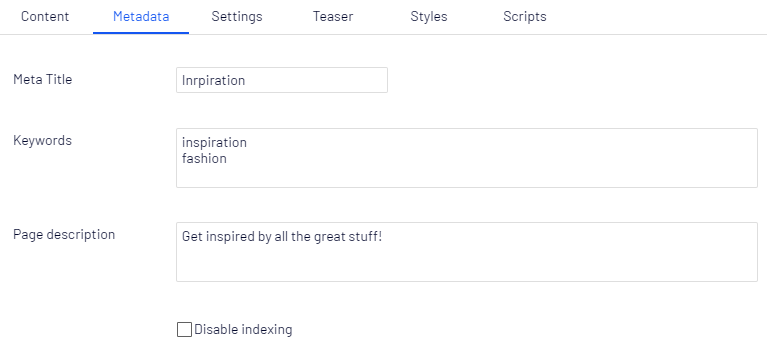 Content Metadata Settings Teaser Styles Scripts
Meta Title Inrpiration
Keywords inspiration
fashion
Page description Get inspired by all the great stuff!
Disable indexing